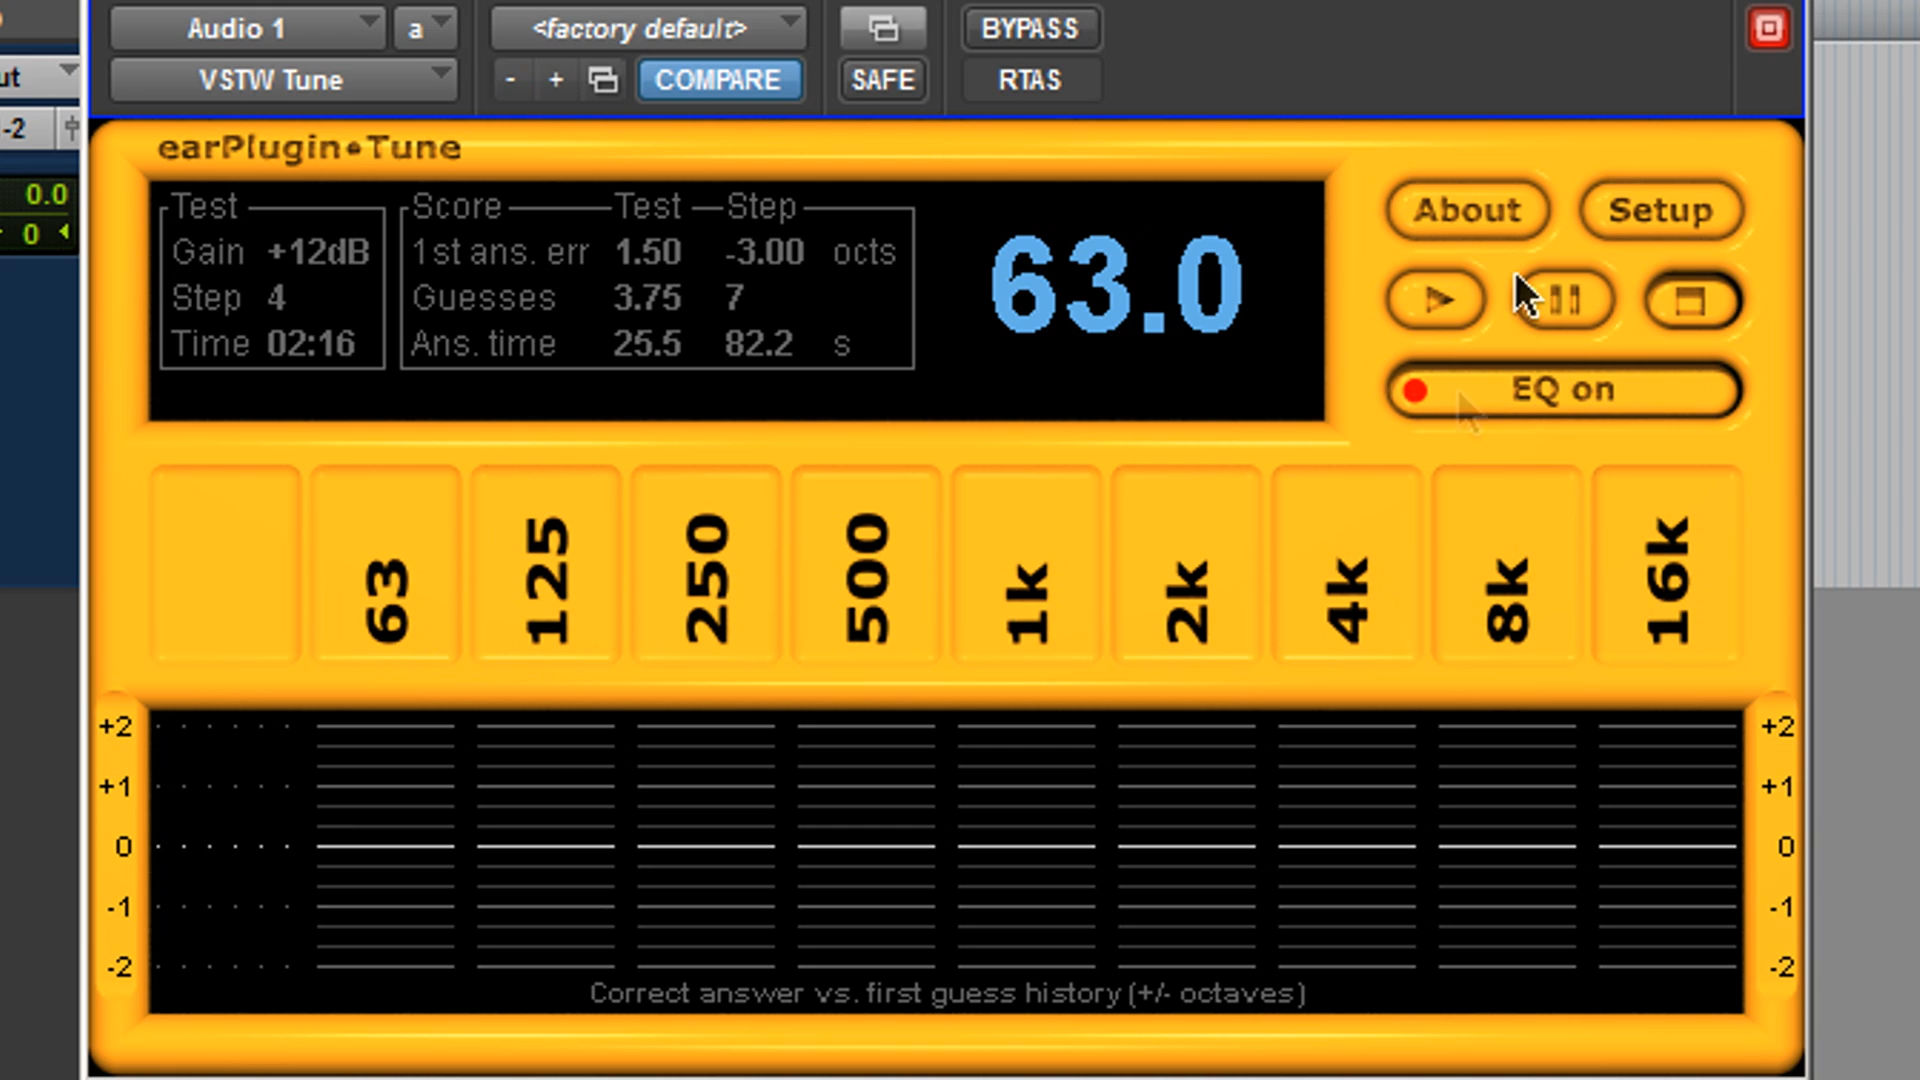 Audio 1 a <factory default> BYPASS
ut VSTW Tune - + COMPARE SAFE RTAS
-2
earPlugin•Tune
0.0
0
Test Score Test Step
Gain +12dB 1st ans. err 1.50 -3.00 octs
Step 4 Guesses 3.75 7
Time 02:16 Ans. time 25.5 82.2 s
63.0
About Setup
EQ on
63 125 250 500 1k 2k 4k 8k 16k
+2 +2
+1 +1
0 0
-1 -1
-2 -2
Correct answer vs. first guess history (+/- octaves)